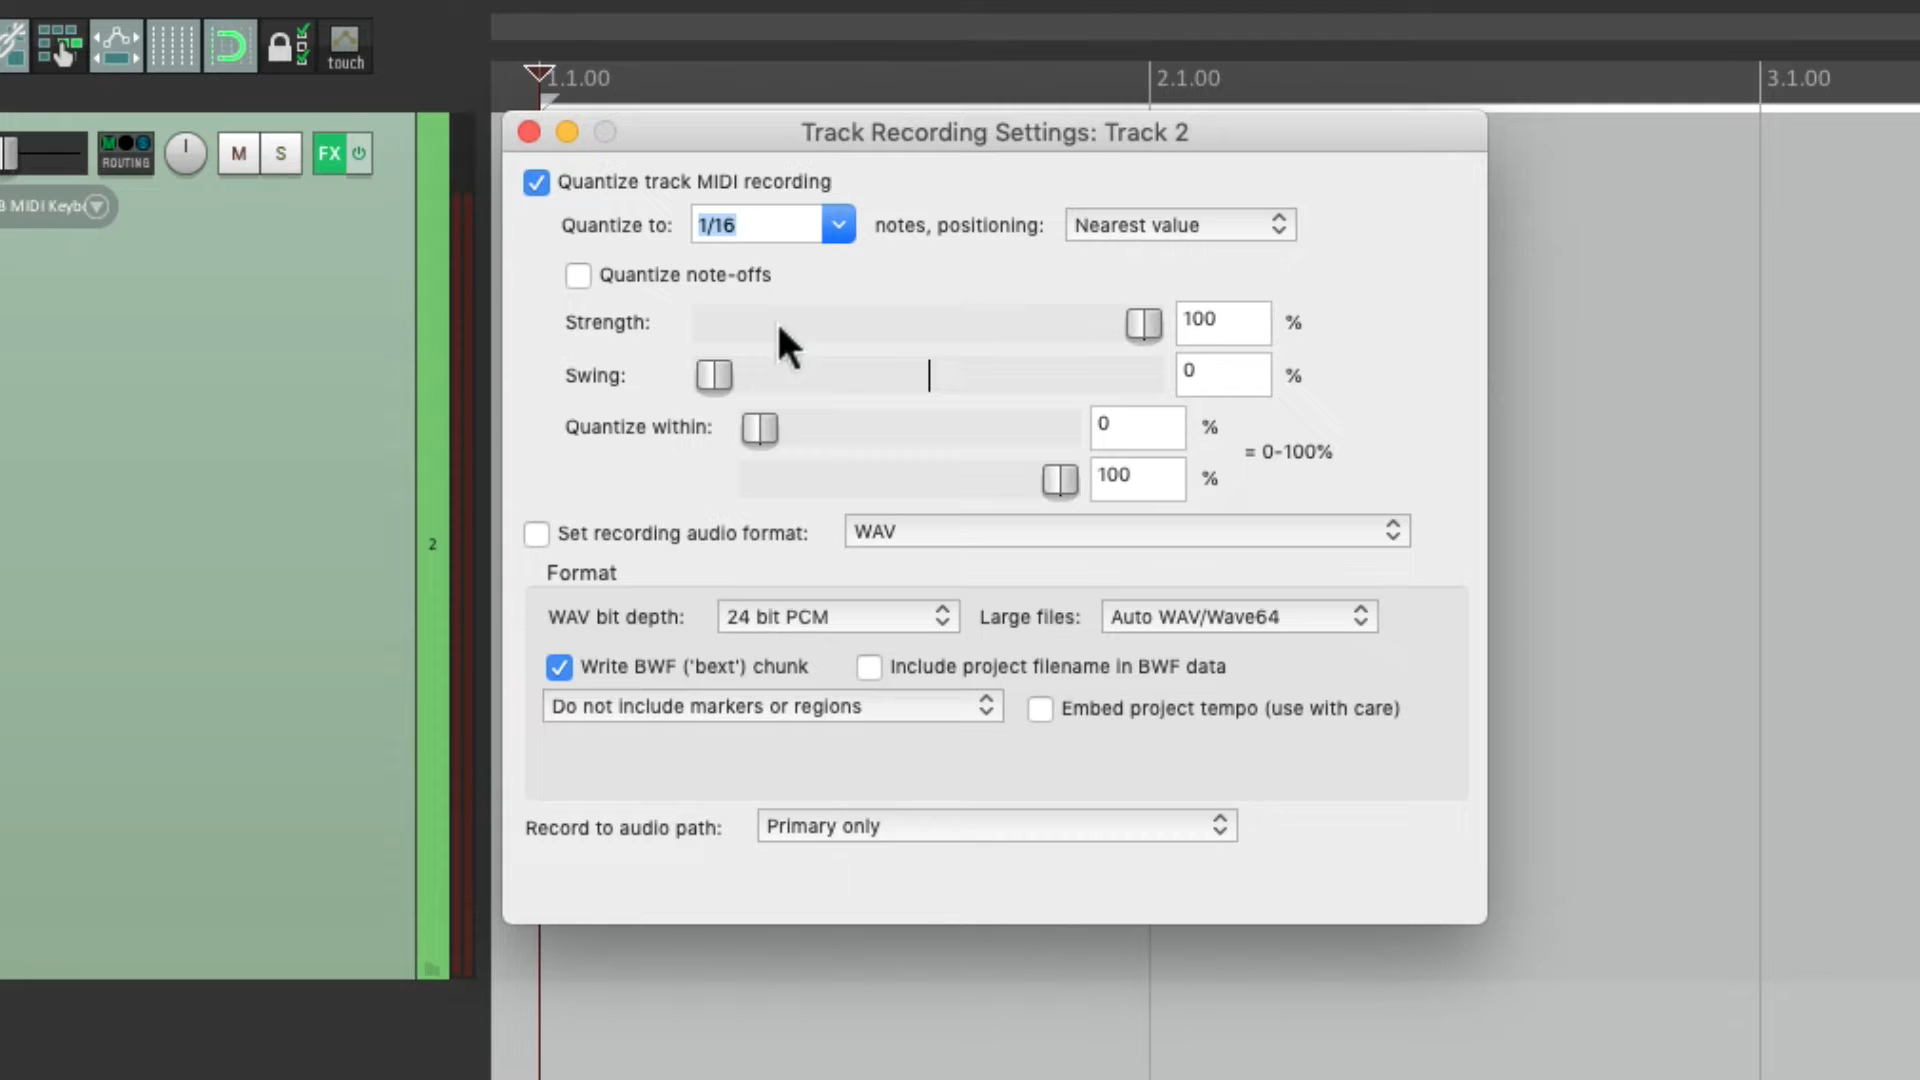 touch
1.1.00
2.1.00
3.1.00
Track Recording Settings: Track 2
M S
ROUTING
M
S
FX
B MIDI Keyb
Quantize track MIDI recording
Quantize to: 1/16 notes, positioning: Nearest value
Quantize note-offs
Strength: 100 %
Swing: 0 %
Quantize within: 0 %
= 0-100%
100 %
2
Set recording audio format: WAV
Format
WAV bit depth: 24 bit PCM Large files: Auto WAV/Wave64
Write BWF ('bext') chunk Include project filename in BWF data
Do not include markers or regions Embed project tempo (use with care)
Record to audio path: Primary only